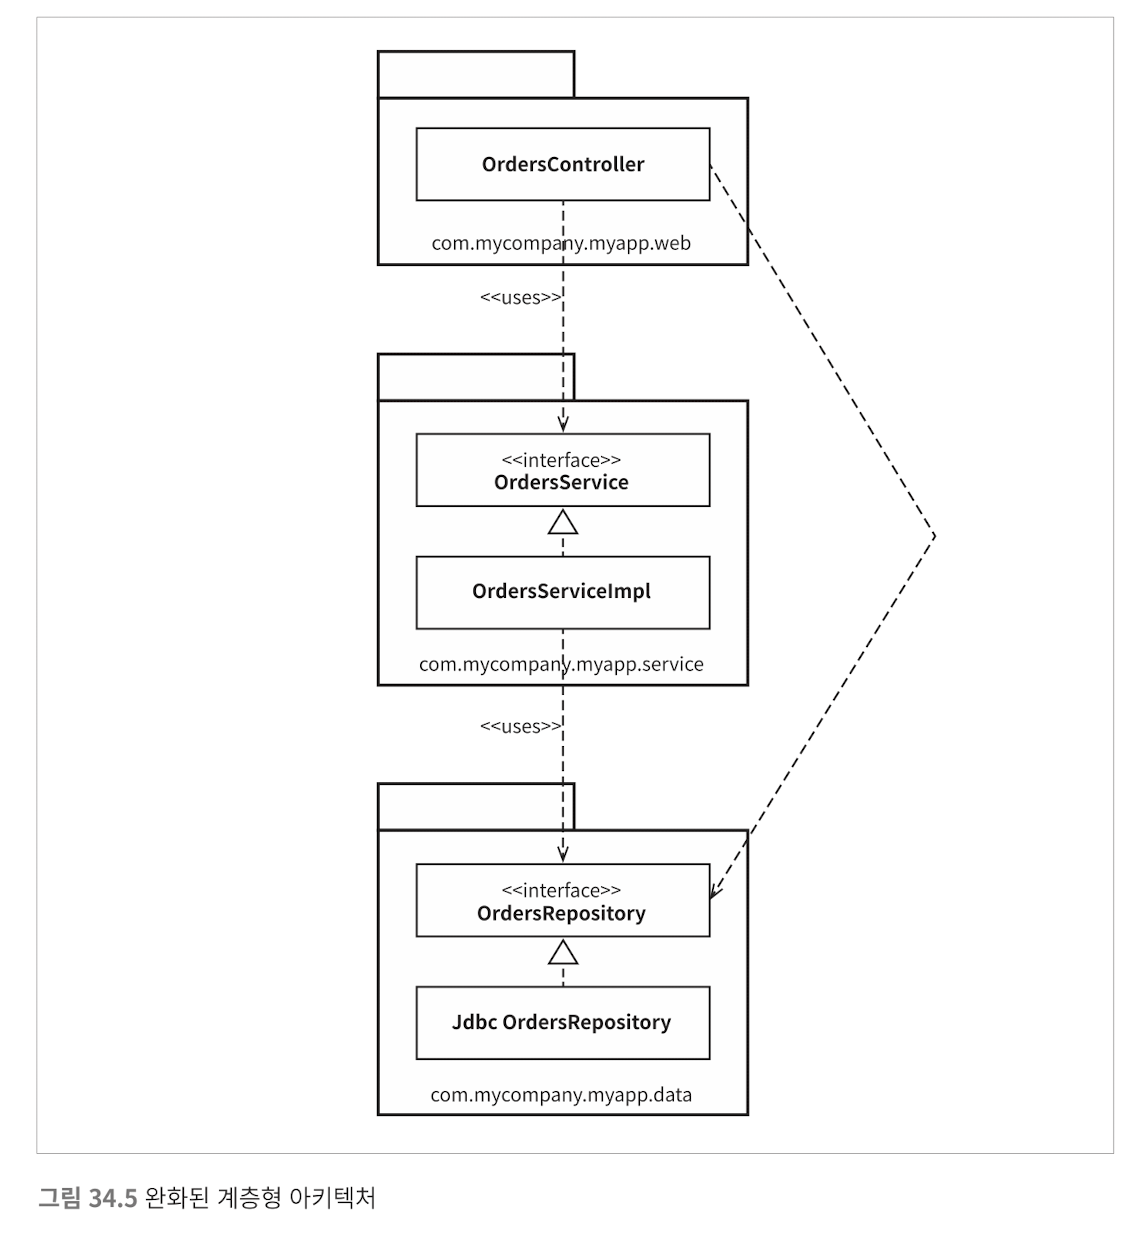 OrdersController
com.mycompany.myapp.web
<<uses>>
<<interface>>
OrdersService
OrdersServiceImpl
com.mycompany.myapp.service
<<uses>>
<<interface>>
OrdersRepository
Jdbc OrdersRepository
com.mycompany.myapp.data
그림 34.5 완화된 계층형 아키텍처